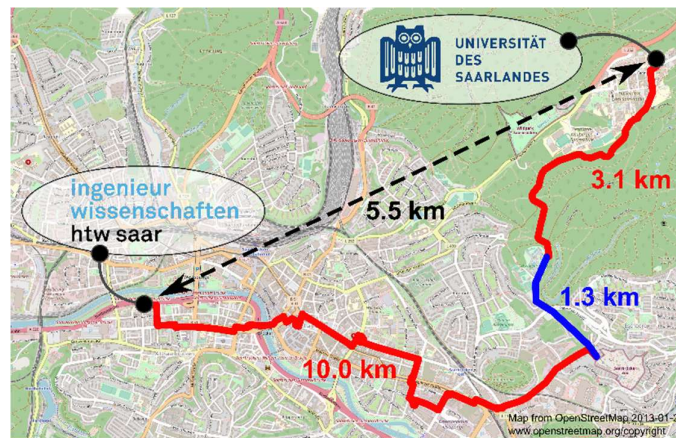 UNIVERSITÄT
DES
SAARLANDES
3.1 km
ingenieur
wissenschaften
htw saar
5.5 km
1.3 km
10.0 km
Map from OpenStreetMap 2013-01-2
www.openstreetmap.org/copyright